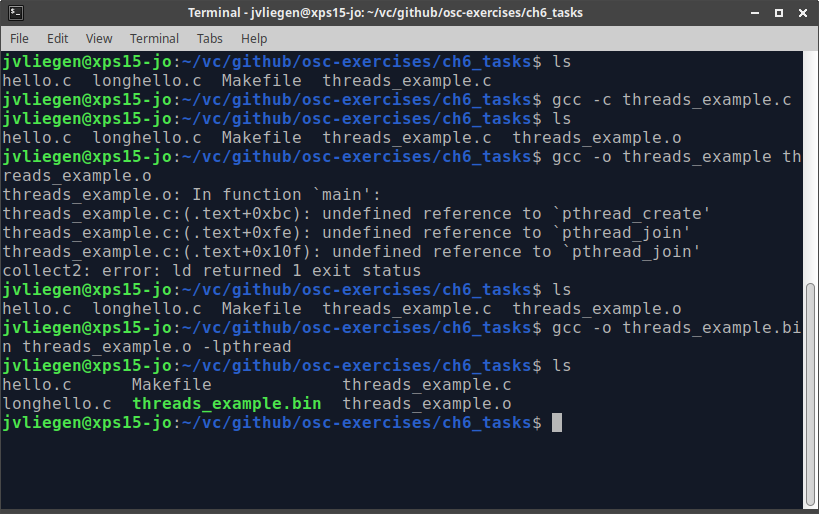 Terminal - jvliegen@xps15-jo: ~/vc/github/osc-exercises/ch6_tasks
File Edit View Terminal Tabs Help
jvliegen@xps15-jo:~/vc/github/osc-exercises/ch6_tasks$ ls
hello.c  longhello.c  Makefile  threads_example.c
jvliegen@xps15-jo:~/vc/github/osc-exercises/ch6_tasks$ gcc -c threads_example.c
jvliegen@xps15-jo:~/vc/github/osc-exercises/ch6_tasks$ ls
hello.c  longhello.c  Makefile  threads_example.c  threads_example.o
jvliegen@xps15-jo:~/vc/github/osc-exercises/ch6_tasks$ gcc -o threads_example th
reads_example.o
threads_example.o: In function `main':
threads_example.c:(.text+0xbc): undefined reference to `pthread_create'
threads_example.c:(.text+0xfe): undefined reference to `pthread_join'
threads_example.c:(.text+0x10f): undefined reference to `pthread_join'
collect2: error: ld returned 1 exit status
jvliegen@xps15-jo:~/vc/github/osc-exercises/ch6_tasks$ ls
hello.c  longhello.c  Makefile  threads_example.c  threads_example.o
jvliegen@xps15-jo:~/vc/github/osc-exercises/ch6_tasks$ gcc -o threads_example.bi
n threads_example.o -lpthread
jvliegen@xps15-jo:~/vc/github/osc-exercises/ch6_tasks$ ls
hello.c      Makefile             threads_example.c
longhello.c  threads_example.bin  threads_example.o
jvliegen@xps15-jo:~/vc/github/osc-exercises/ch6_tasks$